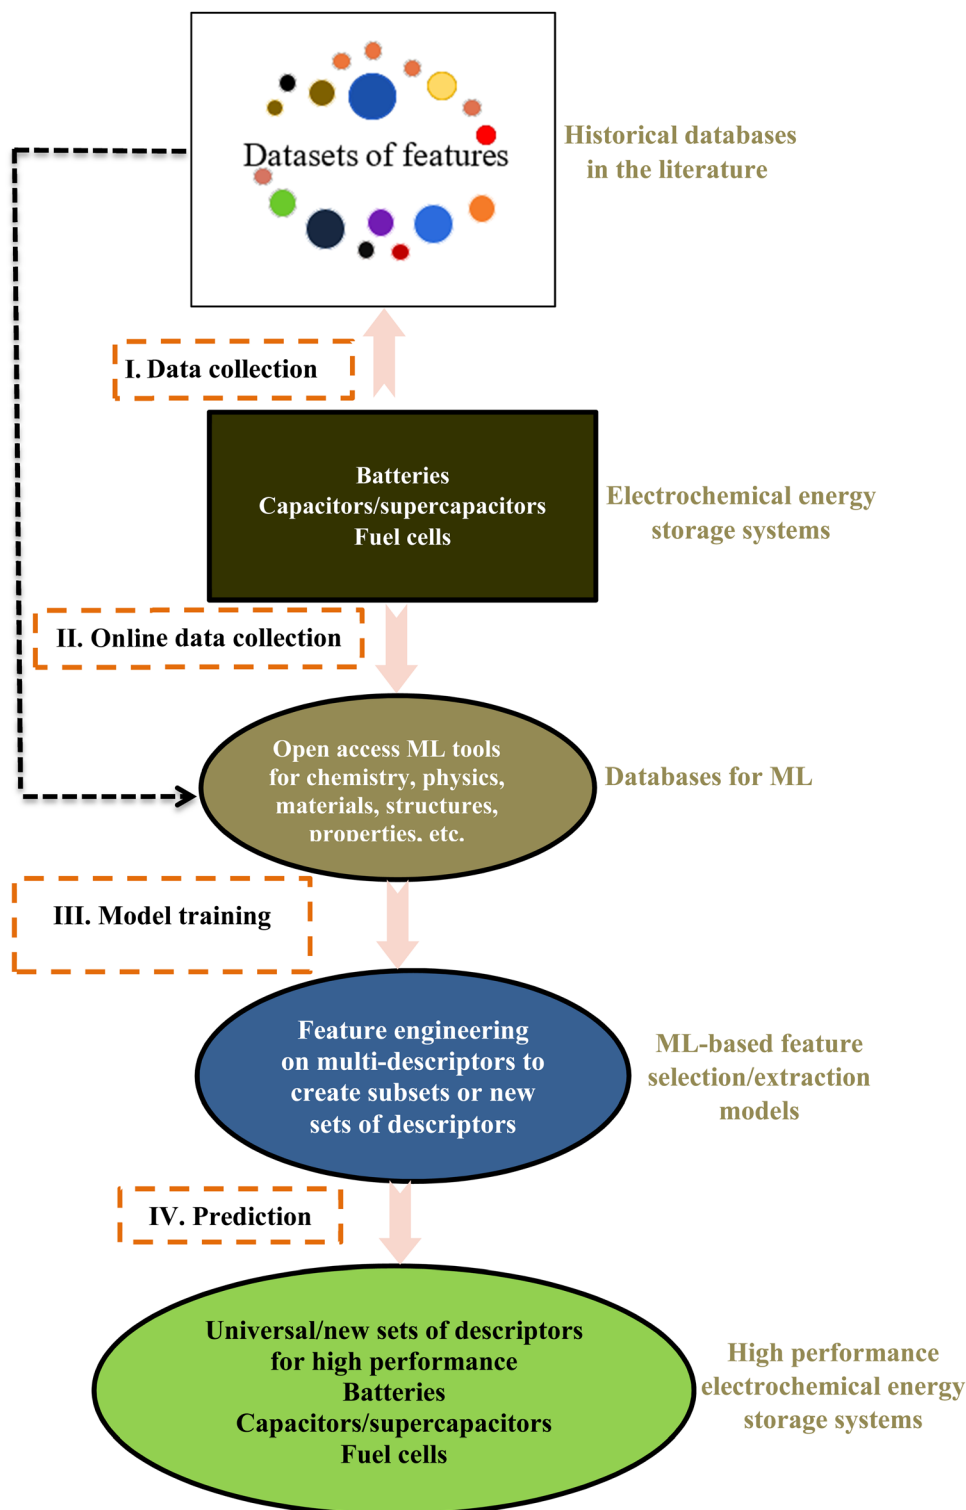 Datasets of features
Historical databases
in the literature
I. Data collection
Batteries
Capacitors/supercapacitors
Fuel cells
Electrochemical energy
storage systems
II. Online data collection
Open access ML tools
for chemistry, physics,
materials, structures,
properties, etc.
Databases for ML
III. Model training
Feature engineering
on multi-descriptors to
create subsets or new
sets of descriptors
ML-based feature
selection/extraction
models
IV. Prediction
Universal/new sets of descriptors
for high performance
Batteries
Capacitors/supercapacitors
Fuel cells
High performance
electrochemical energy
storage systems